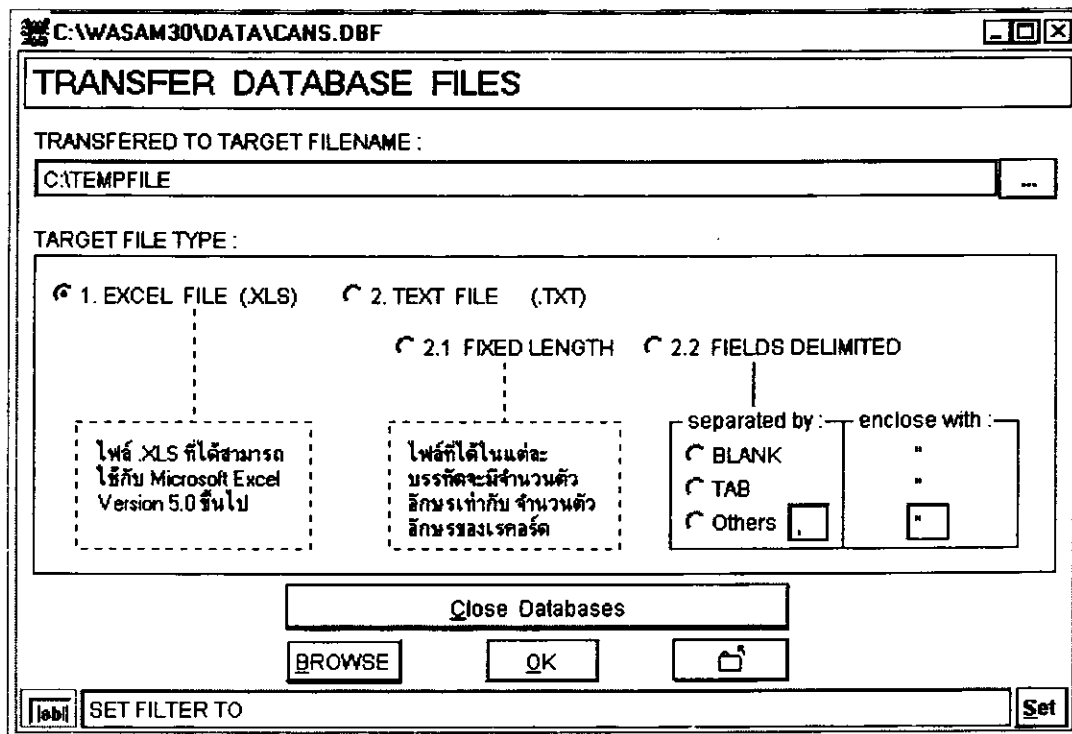 C:\WASAM30\DATA\CANS.DBF
TRANSFER DATABASE FILES
TRANSFERED TO TARGET FILENAME :
C:\TEMPFILE
...
TARGET FILE TYPE :
1. EXCEL FILE (.XLS)
2. TEXT FILE (.TXT)
2.1 FIXED LENGTH
2.2 FIELDS DELIMITED
ไฟล์ .XLS ที่ได้สามารถ
ใช้กับ Microsoft Excel
Version 5.0 ขึ้นไป
ไฟล์ที่ได้ในแต่ละ
บรรทัดจะมีจำนวนตัว
อักษรเท่ากับ จำนวนตัว
อักษรของเรคอร์ด
separated by :
enclose with :
BLANK "
TAB "
Others , "
Close Databases
BROWSE
OK
|ab|
SET FILTER TO
Set